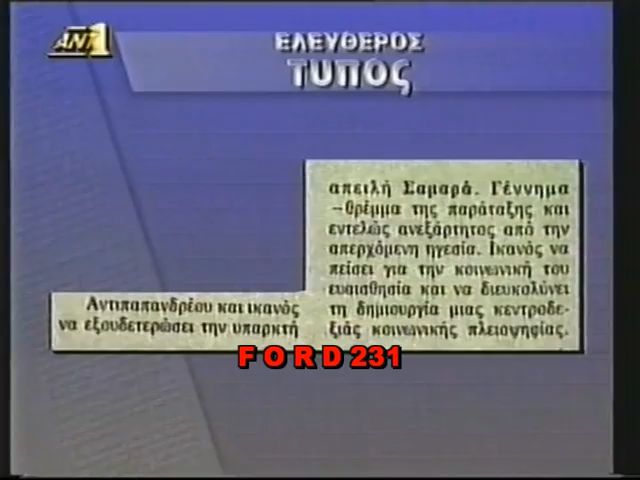 ΑΝΤ1
ΕΛΕΥΘΕΡΟΣ
ΤΥΠΟΣ
Αντιπαπανδρέου και ικανός
να εξουδετερώσει την υπαρκτή
απειλή Σαμαρά. Γέννημα
-θρέμμα της παράταξης και
εντελώς ανεξάρτητος από την
απερχόμενη ηγεσία. Ικανός να
πείσει για την κοινωνική του
ευαισθησία και να διευκολύνει
τη δημιουργία μιας κεντροδε-
ξιάς κοινωνικής πλειοψηφίας.
FORD231